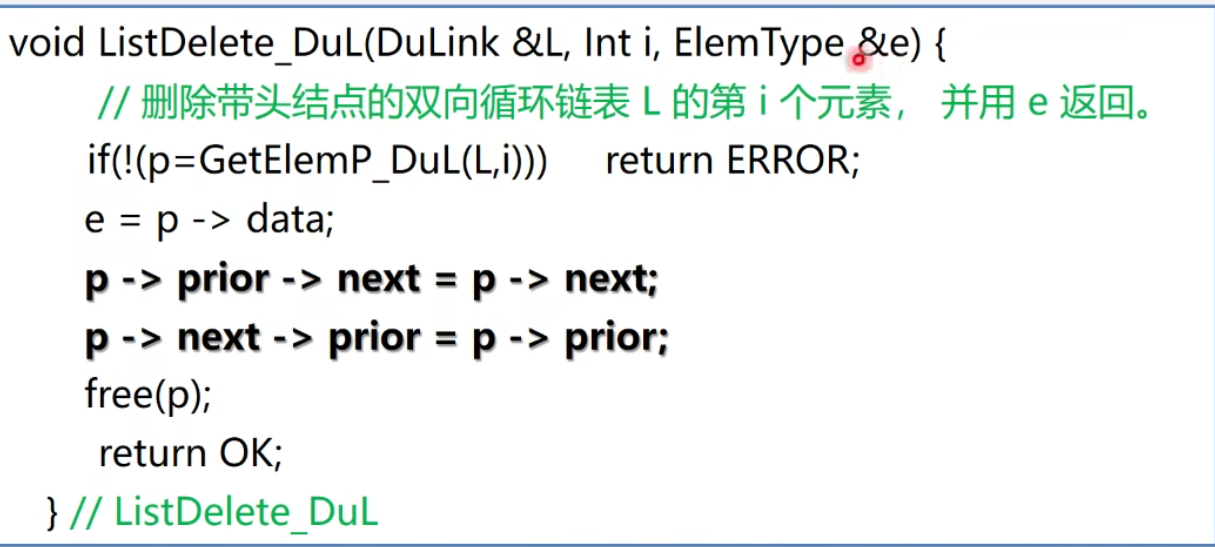 void ListDelete_DuL(DuLink &L, Int i, ElemType &e) {
// 删除带头结点的双向循环链表 L 的第 i 个元素， 并用 e 返回。
if(!(p=GetElemP_DuL(L,i))) return ERROR;
e = p -> data;
p -> prior -> next = p -> next;
p -> next -> prior = p -> prior;
free(p);
return OK;
} // ListDelete_DuL